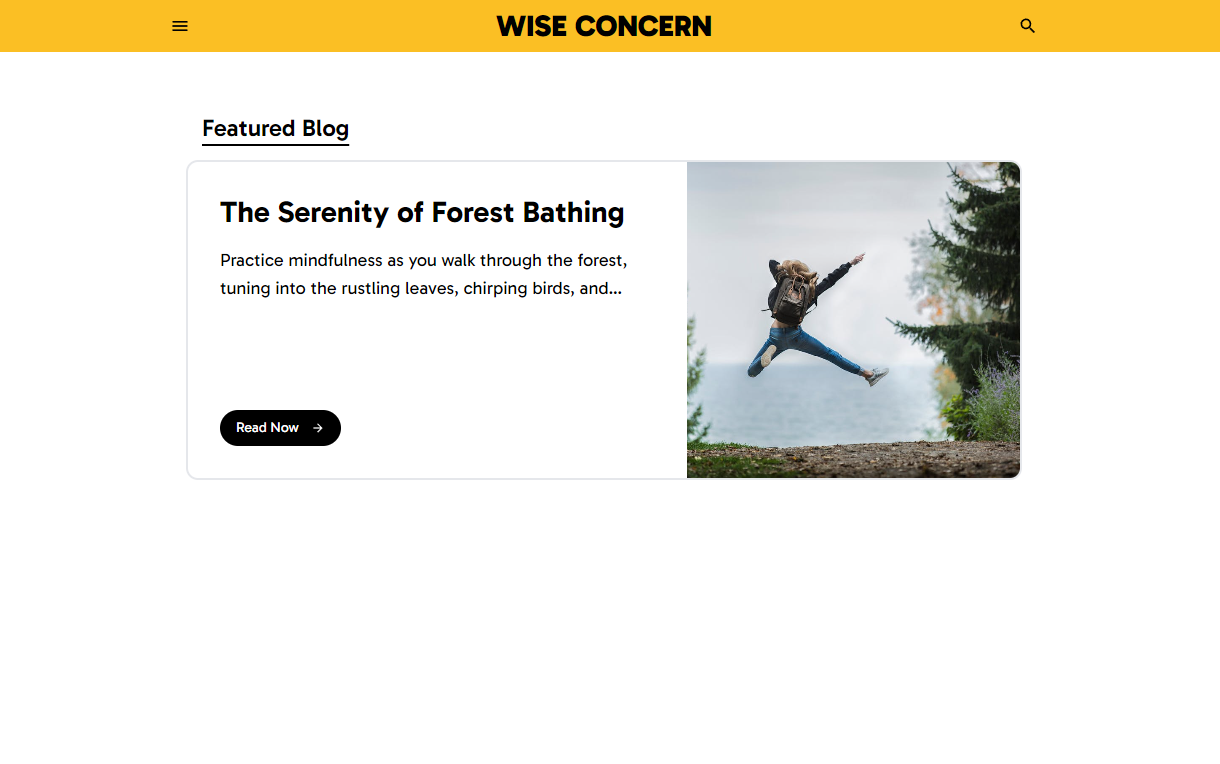 WISE CONCERN
Featured Blog
The Serenity of Forest Bathing
Practice mindfulness as you walk through the forest,
tuning into the rustling leaves, chirping birds, and...
Read Now